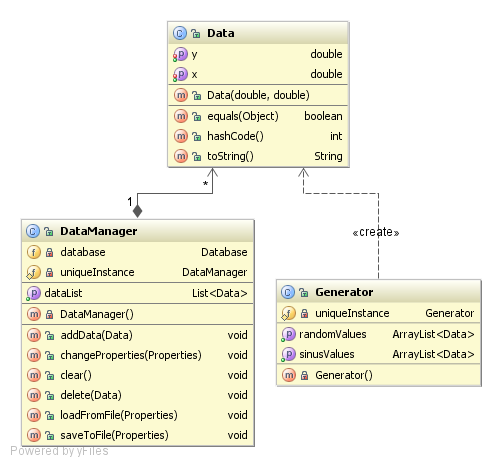 Data
y double
x double
Data(double, double)
equals(Object) boolean
hashCode() int
toString() String
*
1
«create»
DataManager
database Database
uniqueInstance DataManager
dataList List<Data>
DataManager()
addData(Data) void
changeProperties(Properties) void
clear() void
delete(Data) void
loadFromFile(Properties) void
saveToFile(Properties) void
Generator
uniqueInstance Generator
randomValues ArrayList<Data>
sinusValues ArrayList<Data>
Generator()
Powered by yFiles